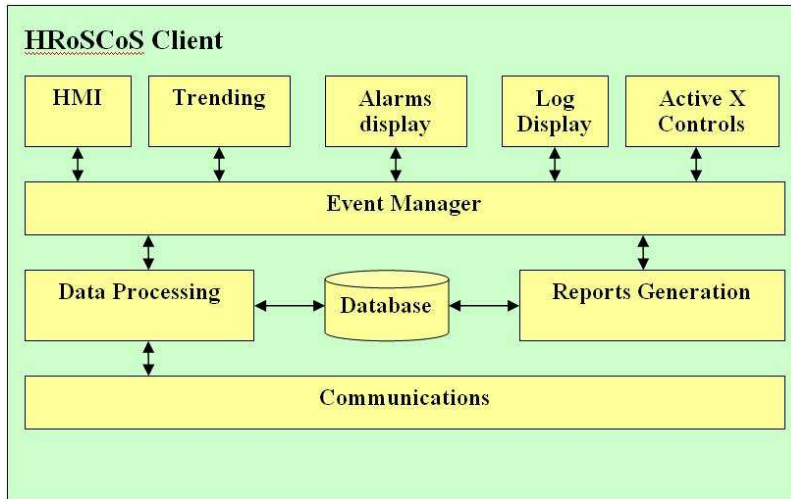 HRoSCoS Client
HMI
Trending
Alarms
display
Log
Display
Active X
Controls
Event Manager
Data Processing
Database
Reports Generation
Communications